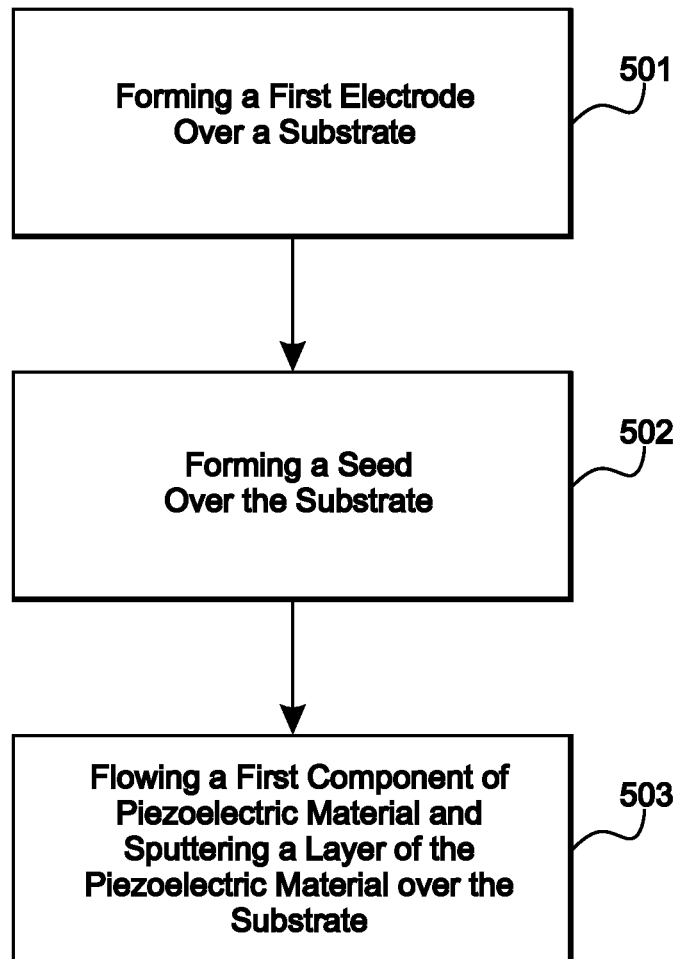 Forming a First Electrode
Over a Substrate
501
Forming a Seed
Over the Substrate
502
Flowing a First Component of
Piezoelectric Material and
Sputtering a Layer of the
Piezoelectric Material over the
Substrate
503